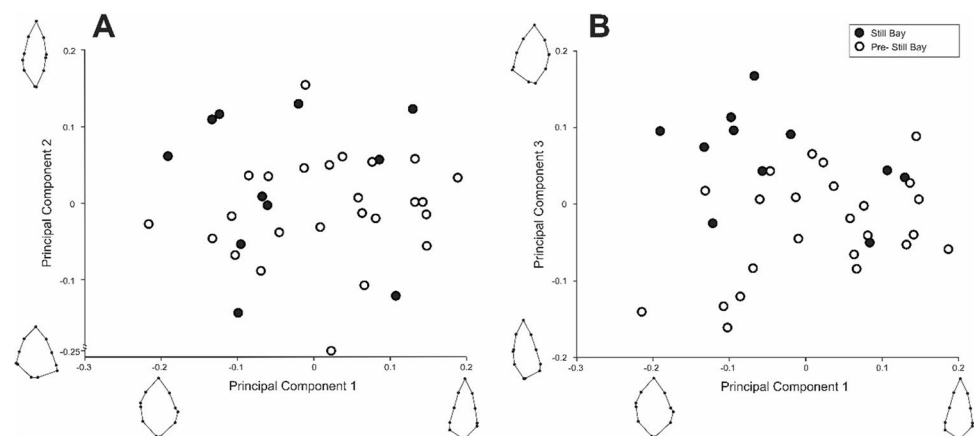 A
B
Still Bay
Pre- Still Bay
0.2
0.1
0
-0.1
-0.25
Principal Component 2
-0.3
-0.2
-0.1
0
0.1
0.2
Principal Component 1
0.2
0.1
0
-0.1
-0.2
Principal Component 3
-0.3
-0.2
-0.1
0
0.1
0.2
Principal Component 1